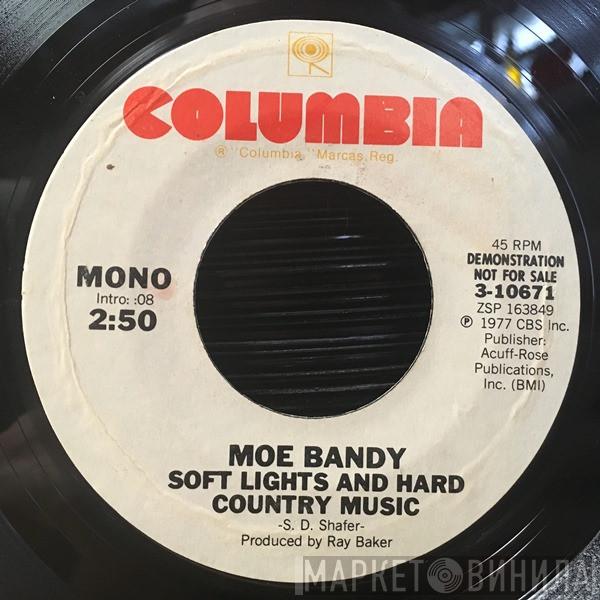 COLUMBIA
® "Columbia," Marcas Reg.
MONO
Intro: :08
2:50
45 RPM
DEMONSTRATION
NOT FOR SALE
3-10671
ZSP 163849
℗ 1977 CBS Inc.
Publisher:
Acuff-Rose
Publications,
Inc. (BMI)
MOE BANDY
SOFT LIGHTS AND HARD
COUNTRY MUSIC
-S. D. Shafer-
Produced by Ray Baker
МАРКЕТ ВИНИЛА